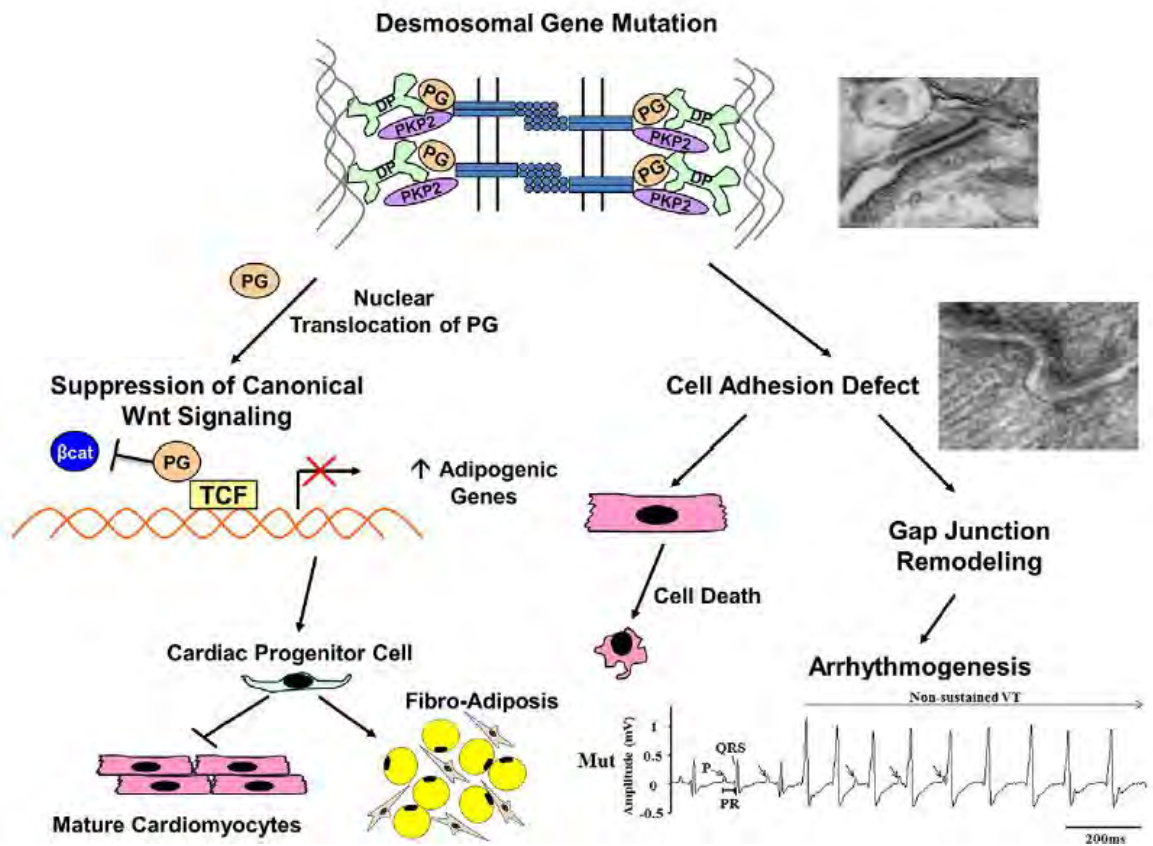 Desmosomal Gene Mutation
DP PG PG DP
PKP2 PKP2
DP PG PG DP
PKP2 PKP2
PG
Nuclear
Translocation of PG
Suppression of Canonical
Wnt Signaling
βcat
PG
TCF
↑ Adipogenic
Genes
Cardiac Progenitor Cell
Fibro-Adiposis
Mature Cardiomyocytes
Cell Adhesion Defect
Cell Death
Gap Junction
Remodeling
Arrhythmogenesis
Non-sustained VT
Mut
Amplitude (mV)
1
0.5
0
-0.5
P
QRS
PR
200ms